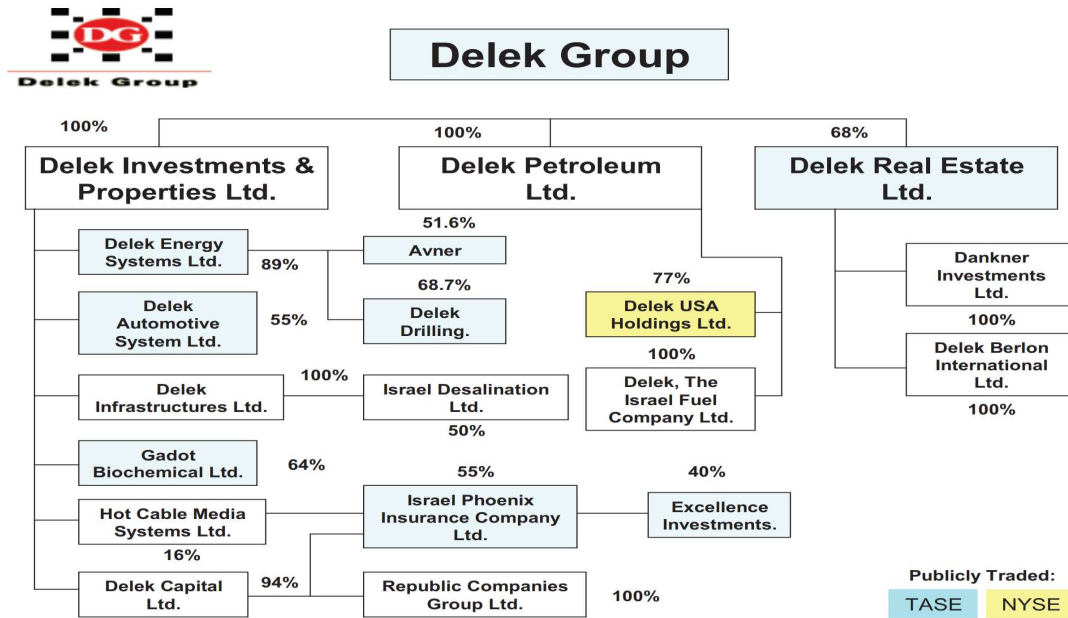 DG
Delek Group
Delek Group
100%
100%
68%
Delek Investments &
Properties Ltd.
Delek Petroleum
Ltd.
Delek Real Estate
Ltd.
Delek Energy
Systems Ltd.
89%
51.6%
Avner
68.7%
Delek
Drilling.
Delek
Automotive
System Ltd.
55%
Delek
Infrastructures Ltd.
100%
Israel Desalination
Ltd.
50%
Gadot
Biochemical Ltd.
64%
Hot Cable Media
Systems Ltd.
16%
55%
Israel Phoenix
Insurance Company
Ltd.
40%
Excellence
Investments.
Delek Capital
Ltd.
94%
Republic Companies
Group Ltd.
100%
77%
Delek USA
Holdings Ltd.
100%
Delek, The
Israel Fuel
Company Ltd.
Dankner
Investments
Ltd.
100%
Delek Berlon
International
Ltd.
100%
Publicly Traded:
TASE
NYSE